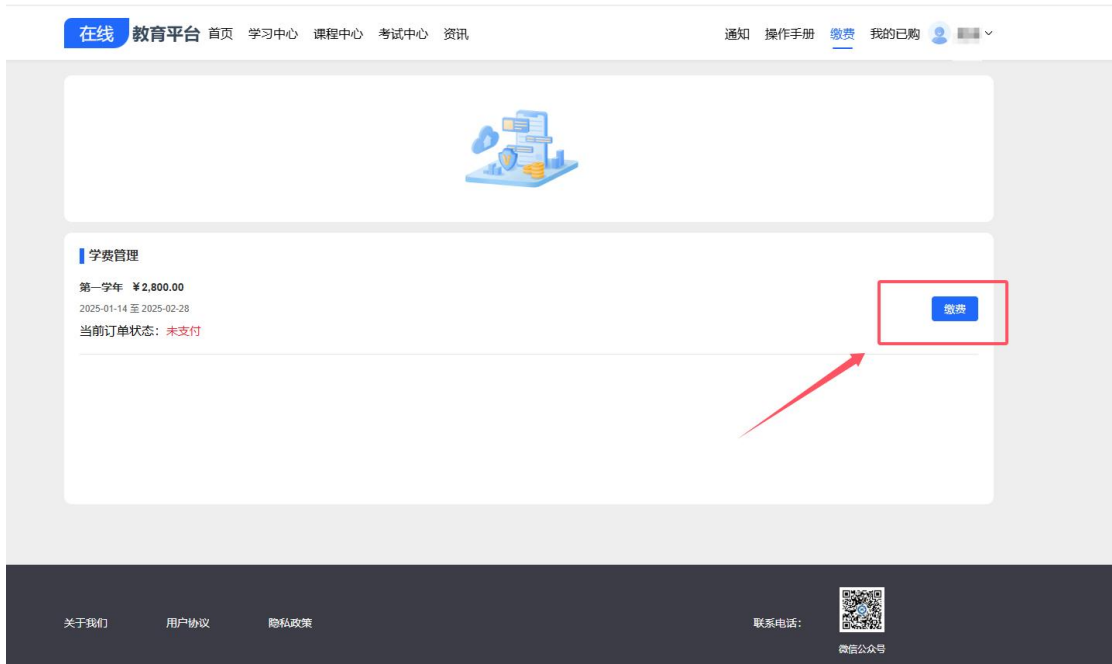 在线 教育平台 首页 学习中心 课程中心 考试中心 资讯 通知 操作手册 缴费 我的已购
学费管理
第一学年 ￥2,800.00
2025-01-14 至 2025-02-28
当前订单状态：未支付
缴费
关于我们 用户协议 隐私政策 联系电话：
微信公众号